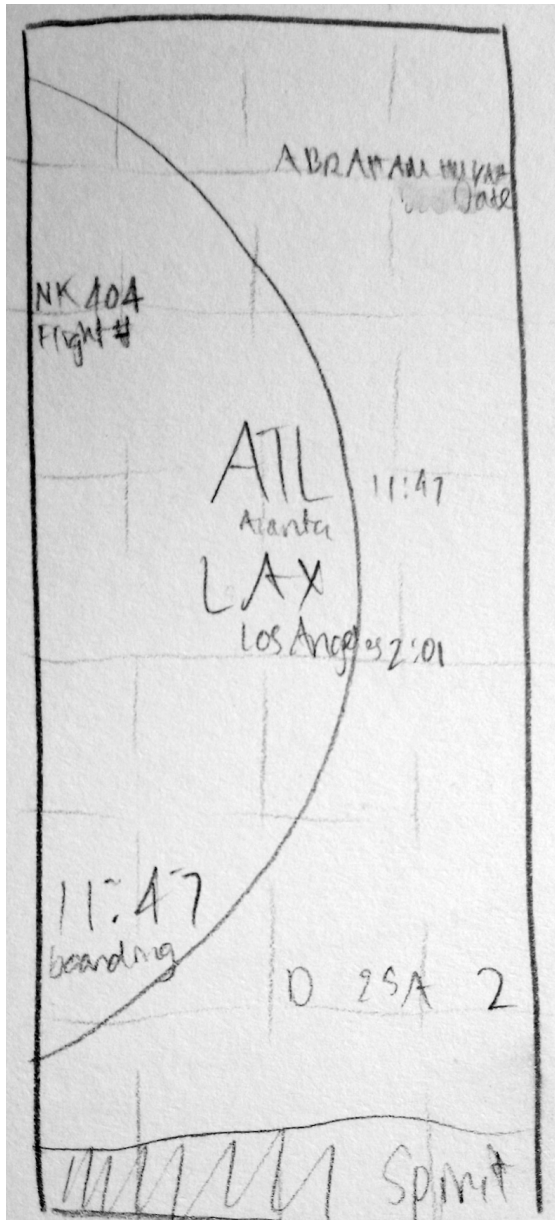 ABRAHAM
Date
NK 404
Flight #
ATL
11:47
Atlanta
LAX
Los Angeles 2:01
11:47
boarding
D 25A 2
Spirit